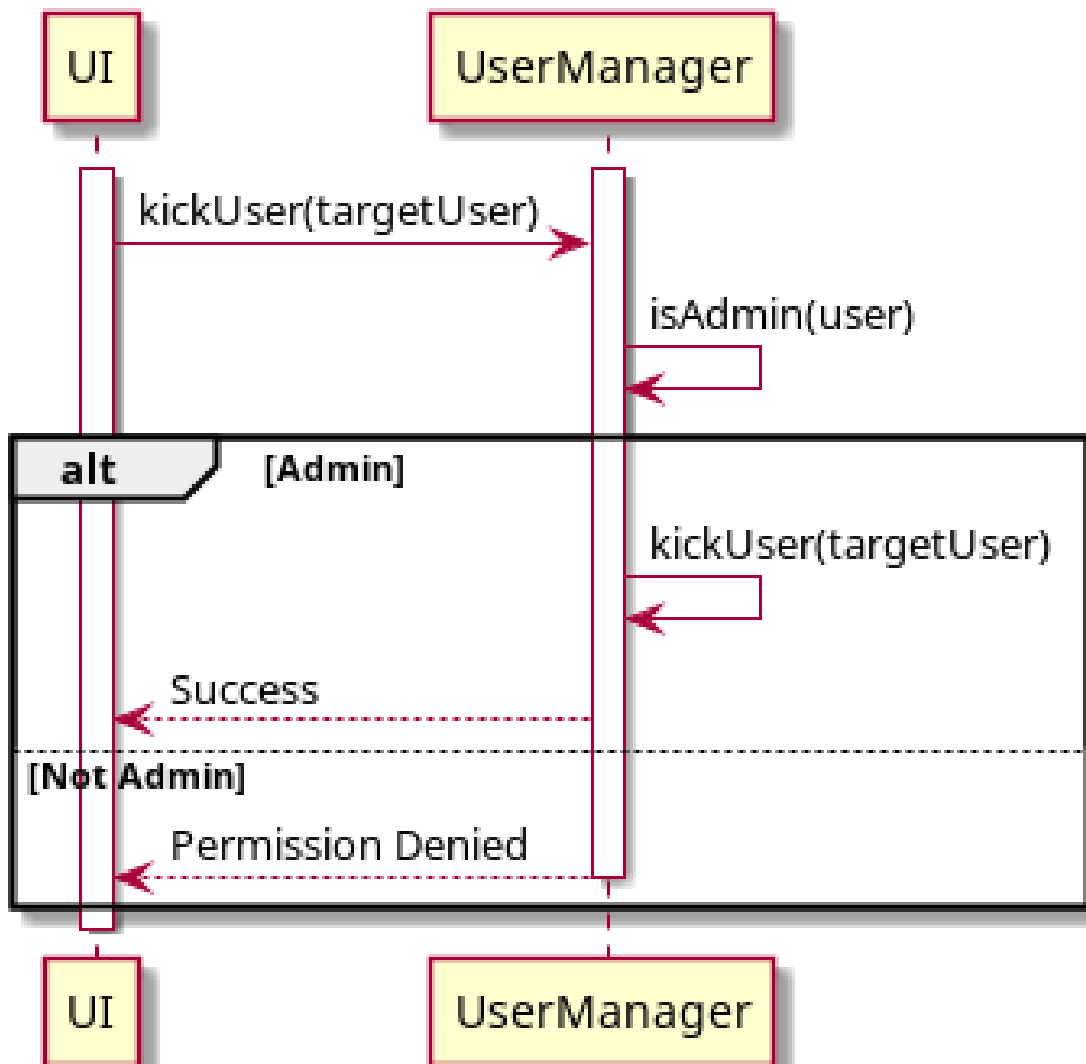 UI
UserManager
kickUser(targetUser)
isAdmin(user)
alt
[Admin]
kickUser(targetUser)
Success
[Not Admin]
Permission Denied
UI
UserManager